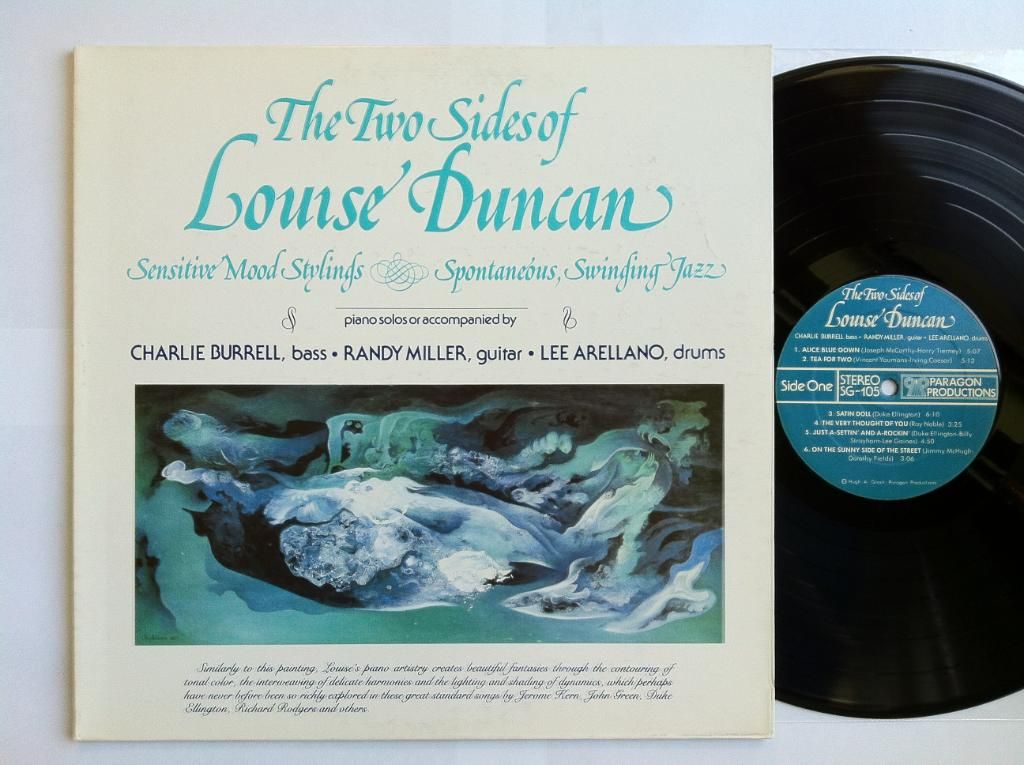 The Two Sides of
Louise Duncan
Sensitive Mood Stylings Spontaneous, Swinging Jazz
piano solos or accompanied by
CHARLIE BURRELL, bass • RANDY MILLER, guitar • LEE ARELLANO, drums
Similarly to this painting, Louise's piano artistry creates beautiful fantasies through the contouring of
tonal color, the interweaving of delicate harmonies and the lighting and shading of dynamics, which perhaps
have never before been so richly explored in these great standard songs by Jerome Kern, John Green, Duke
Ellington, Richard Rodgers and others.
The Two Sides of
Louise Duncan
CHARLIE BURRELL, bass • RANDY MILLER, guitar • LEE ARELLANO, drums
1. ALICE BLUE GOWN (Joseph McCarthy-Harry Tierney) 5:07
2. TEA FOR TWO (Vincent Youmans-Irving Caesar) 5:12
Side One
STEREO
SG-105
PARAGON
PRODUCTIONS
3. SATIN DOLL (Duke Ellington) 6:10
4. THE VERY THOUGHT OF YOU (Ray Noble) 3:25
5. JUST A-SETTIN' AND A-ROCKIN' (Duke Ellington-Billy
Strayhorn-Lee Gaines) 4:50
6. ON THE SUNNY SIDE OF THE STREET (Jimmy McHugh-
Dorothy Fields) 3:06
Hugh A. Grant, Paragon Productions